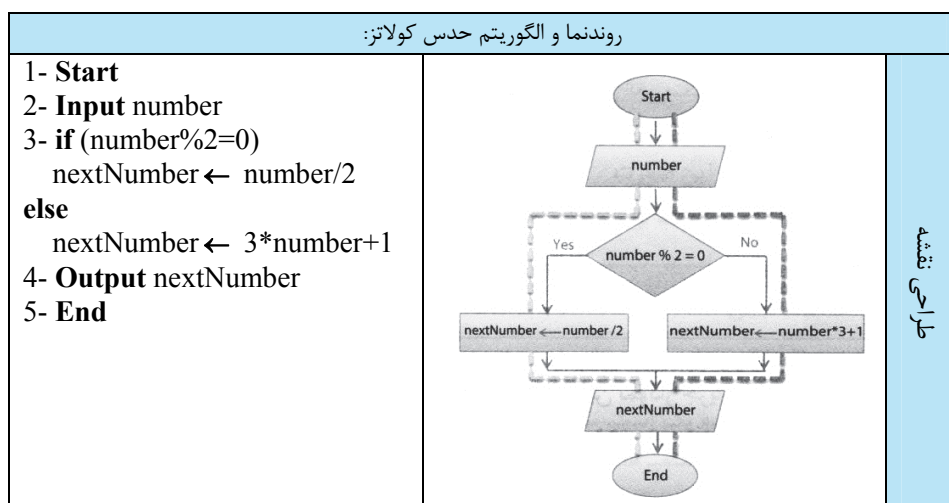 روندنما و الگوریتم حدس کولاتز:
1- Start
2- Input number
3- if (number%2=0)
nextNumber ← number/2
else
nextNumber ← 3*number+1
4- Output nextNumber
5- End
Start
number
Yes
number % 2 = 0
No
nextNumber ← number /2
nextNumber ← number*3+1
nextNumber
End
طراحی نقشه